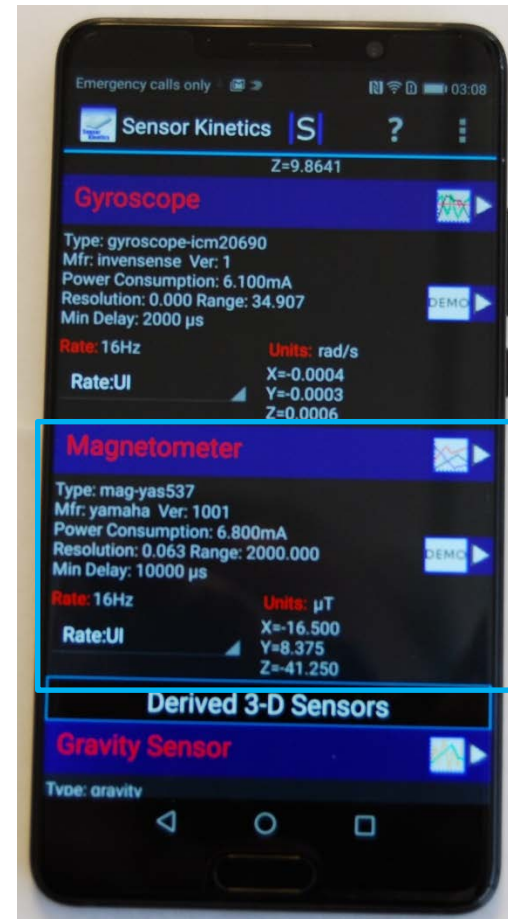 Emergency calls only 03:08
Sensor Kinetics |S| ? 
Z=9.8641
Gyroscope
Type: gyroscope-icm20690
Mfr: invensense Ver: 1
Power Consumption: 6.100mA
Resolution: 0.000 Range: 34.907
DEMO
Min Delay: 2000 µs
Rate: 16Hz Units: rad/s
Rate:UI
X=-0.0004
Y=-0.0003
Z=0.0006
Magnetometer
Type: mag-yas537
Mfr: yamaha Ver: 1001
Power Consumption: 6.800mA
Resolution: 0.063 Range: 2000.000
DEMO
Min Delay: 10000 µs
Rate: 16Hz Units: µT
Rate:UI
X=-16.500
Y=8.375
Z=-41.250
Derived 3-D Sensors
Gravity Sensor
Type: gravity